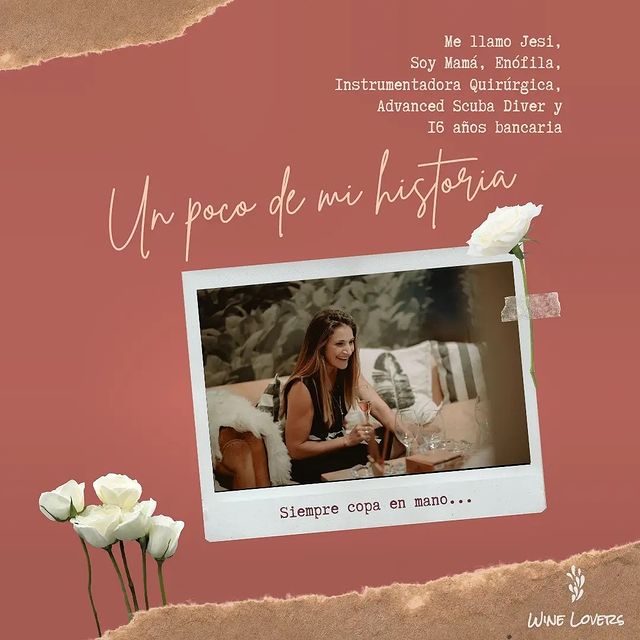 Me llamo Jesi,
Soy Mamá, Enófila,
Instrumentadora Quirúrgica,
Advanced Scuba Diver y
16 años bancaria
Un poco de mi historia
Siempre copa en mano...
Wine Lovers